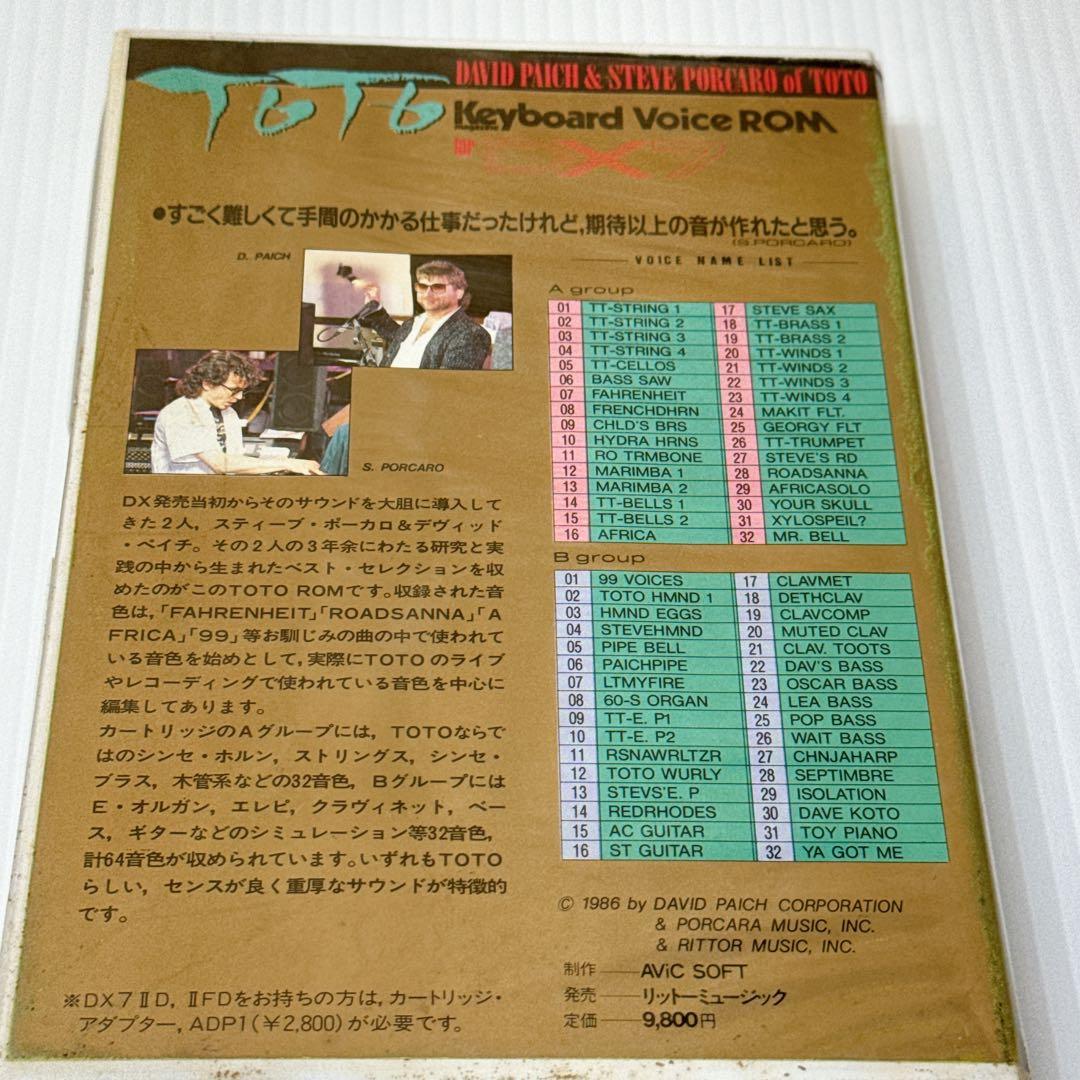 TOTO
DAVID PAICH & STEVE PORCARO of TOTO
Keyboard Voice ROM
magazine
●すごく難しくて手間のかかる仕事だったけれど,期待以上の音が作れたと思う。
(S.PORCARO)
D. PAICH
S. PORCARO
VOICE NAME LIST
A group
01 TT-STRING 1 17 STEVE SAX
02 TT-STRING 2 18 TT-BRASS 1
03 TT-STRING 3 19 TT-BRASS 2
04 TT-STRING 4 20 TT-WINDS 1
05 TT-CELLOS 21 TT-WINDS 2
06 BASS SAW 22 TT-WINDS 3
07 FAHRENHEIT 23 TT-WINDS 4
08 FRENCHDHRN 24 MAKIT FLT.
09 CHLD'S BRS 25 GEORGY FLT
10 HYDRA HRNS 26 TT-TRUMPET
11 RO TRMBONE 27 STEVE'S RD
12 MARIMBA 1 28 ROADSANNA
13 MARIMBA 2 29 AFRICASOLO
14 TT-BELLS 1 30 YOUR SKULL
15 TT-BELLS 2 31 XYLOSPEIL?
16 AFRICA 32 MR. BELL
B group
01 99 VOICES 17 CLAVMET
02 TOTO HMND 1 18 DETHCLAV
03 HMND EGGS 19 CLAVCOMP
04 STEVEHMND 20 MUTED CLAV
05 PIPE BELL 21 CLAV. TOOTS
06 PAICHPIPE 22 DAV'S BASS
07 LTMYFIRE 23 OSCAR BASS
08 60-S ORGAN 24 LEA BASS
09 TT-E. P1 25 POP BASS
10 TT-E. P2 26 WAIT BASS
11 RSNAWRLTZR 27 CHNJAHARP
12 TOTO WURLY 28 SEPTIMBRE
13 STEVS'E. P 29 ISOLATION
14 REDRHODES 30 DAVE KOTO
15 AC GUITAR 31 TOY PIANO
16 ST GUITAR 32 YA GOT ME
DX発売当初からそのサウンドを大胆に導入して
きた2人, スティーブ・ポーカロ&デヴィッド
・ペイチ。その2人の3年余にわたる研究と実
践の中から生まれたベスト・セレクションを収
めたのがこのTOTO ROMです。収録された音
色は,「FAHRENHEIT」「ROADSANNA」「A
FRICA」「99」等お馴じみの曲の中で使われて
いる音色を始めとして,実際にTOTOのライブ
やレコーディングで使われている音色を中心に
編集してあります。
カートリッジのAグループには, TOTOならで
はのシンセ・ホルン, ストリングス, シンセ・
ブラス, 木管系などの32音色, Bグループには
E・オルガン, エレピ, クラヴィネット, ベー
ス, ギターなどのシミュレーション等32音色,
計64音色が収められています。いずれもTOTO
らしい, センスが良く重厚なサウンドが特徴的
です。
※DX7ⅡD, ⅡFDをお持ちの方は, カートリッジ・
アダプター, ADP1(¥2,800)が必要です。
© 1986 by DAVID PAICH CORPORATION
& PORCARA MUSIC, INC.
& RITTOR MUSIC, INC.
制作 AViC SOFT
発売 リットーミュージック
定価 9,800円